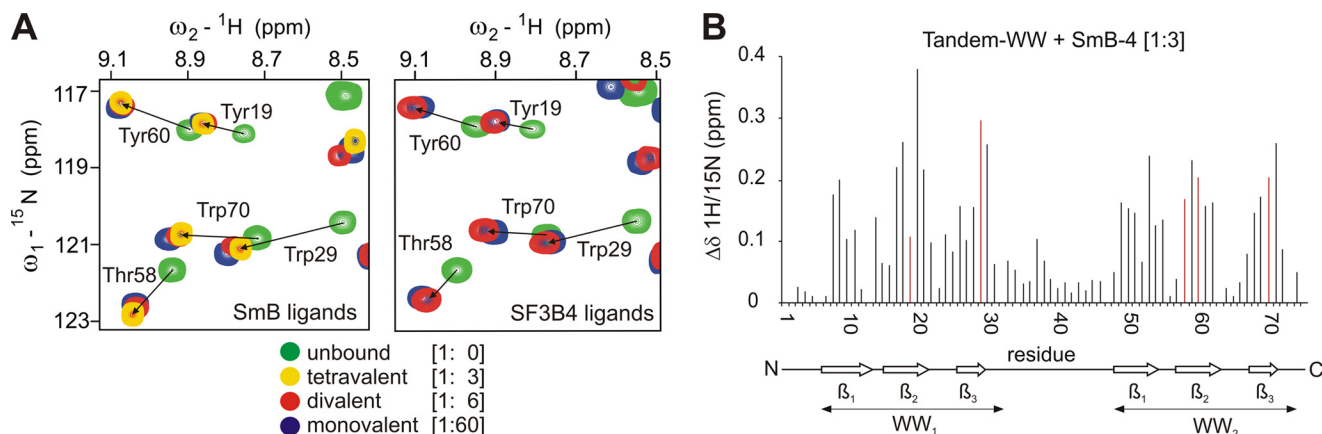 A
ω₂ - ¹H (ppm)
9.1 8.9 8.7 8.5
ω₁ - ¹⁵N (ppm)
117
119
121
123
Tyr19
Tyr60
Trp70
Trp29
Thr58
SmB ligands
ω₂ - ¹H (ppm)
9.1 8.9 8.7 8.5
Tyr19
Tyr60
Trp70
Trp29
Thr58
SF3B4 ligands
unbound [1: 0]
tetravalent [1: 3]
divalent [1: 6]
monovalent [1:60]
B
Tandem-WW + SmB-4 [1:3]
Δδ 1H/15N (ppm)
0.4
0.3
0.2
0.1
0
1 10 20 30 40 50 60 70
residue
N C
ß₁ ß₂ ß₃ ß₁ ß₂ ß₃
WW₁ WW₂